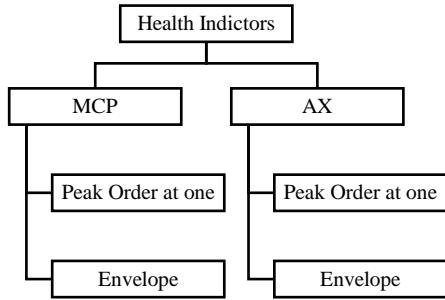 Health Indictors
MCP
AX
Peak Order at one
Peak Order at one
Envelope
Envelope